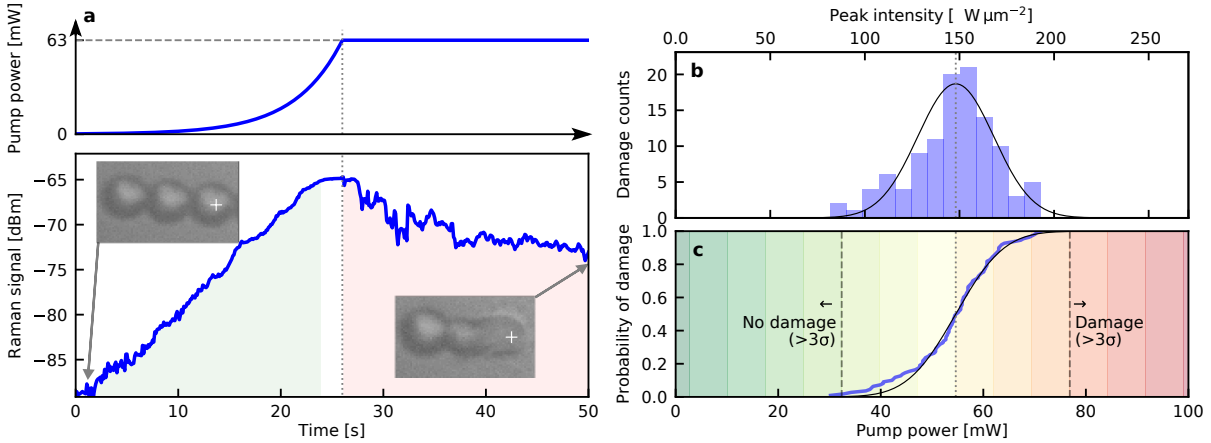 a
Pump power [mW]
63
0
Raman signal [dBm]
−65
−70
−75
−80
−85
0
10
20
30
40
50
Time [s]
Peak intensity [ W µm−2]
0.0
50
100
150
200
250
b
Damage counts
20
15
10
5
0
c
Probability of damage
1.0
0.8
0.6
0.4
0.2
0.0
←
No damage
(>3σ)
→
Damage
(>3σ)
0
20
40
60
80
100
Pump power [mW]